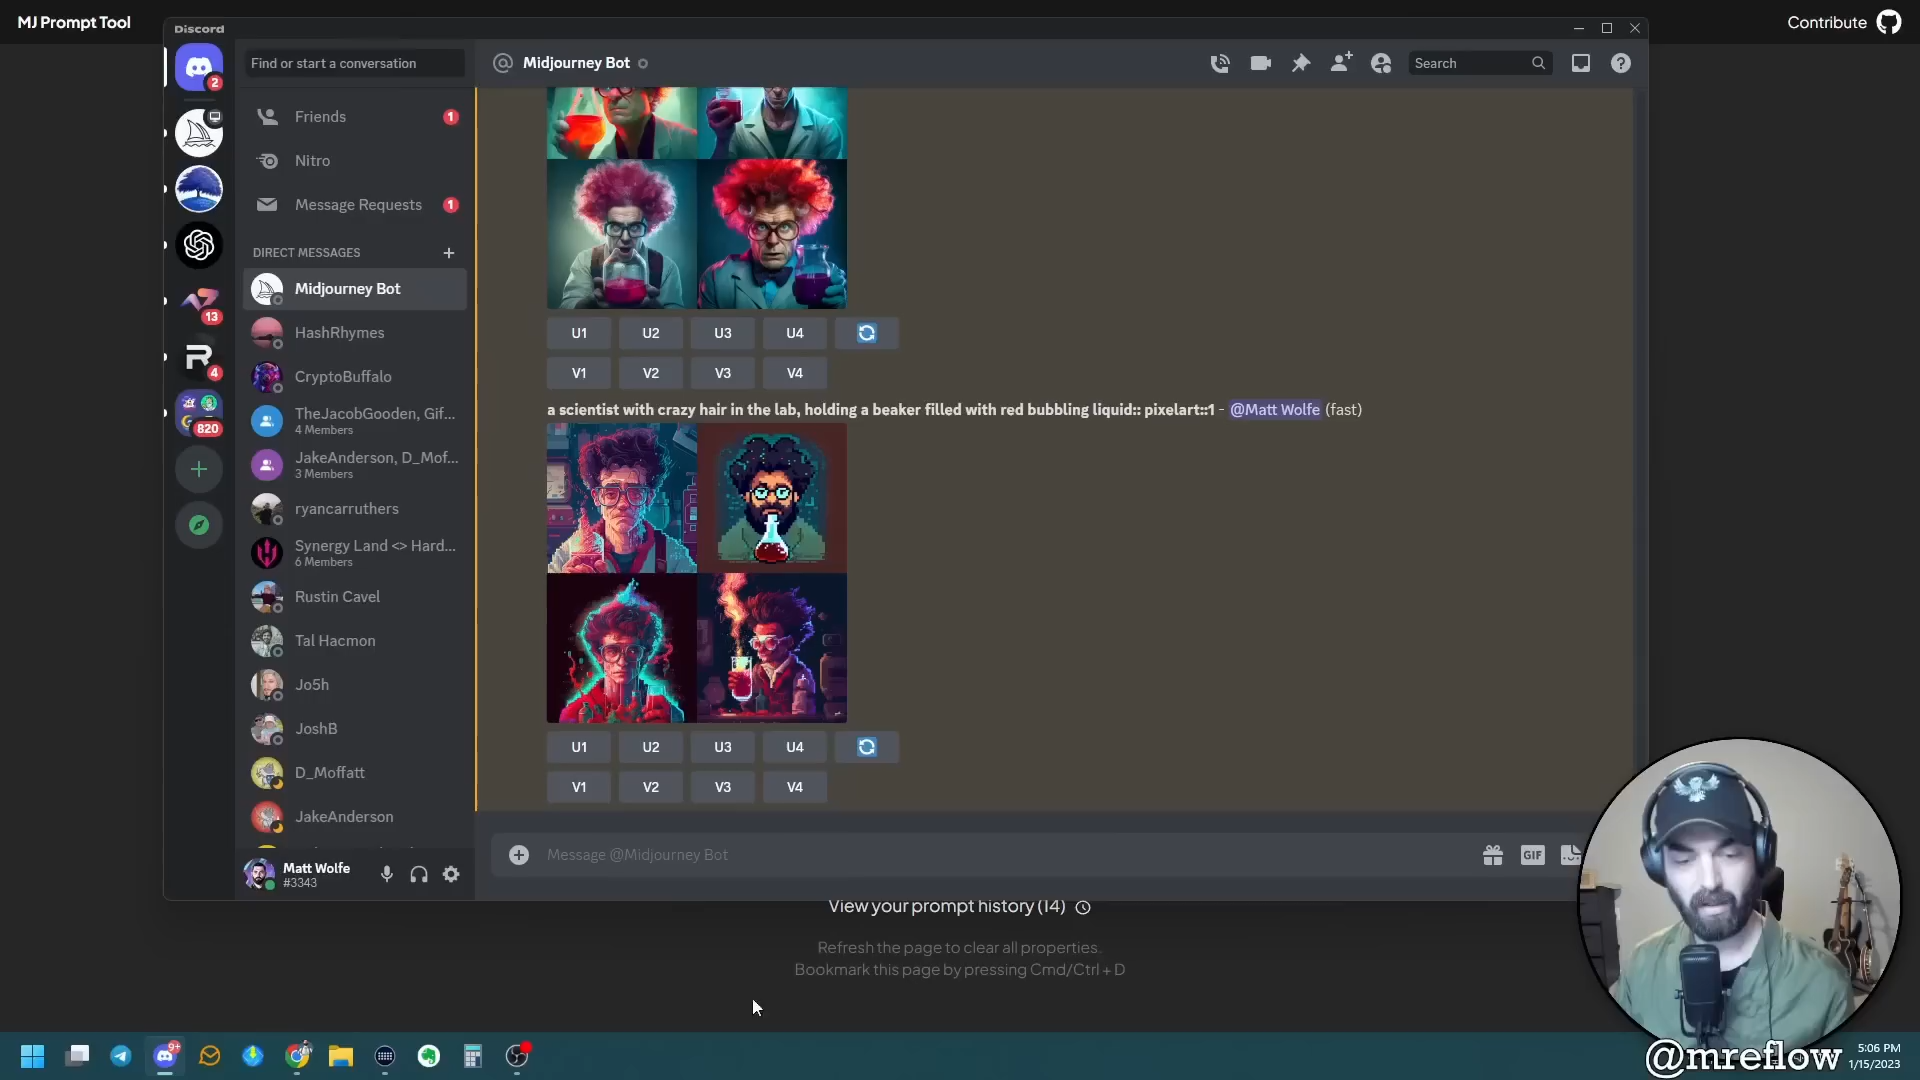 MJ Prompt Tool
Contribute
Discord
Find or start a conversation
Midjourney Bot
Search
2
Friends
1
Nitro
Message Requests
1
DIRECT MESSAGES
Midjourney Bot
13
HashRhymes
4
CryptoBuffalo
TheJacobGooden, Gif...
4 Members
820
JakeAnderson, D_Mof...
3 Members
ryancarruthers
Synergy Land <> Hard...
6 Members
Rustin Cavel
Tal Hacmon
Jo5h
JoshB
D_Moffatt
JakeAnderson
Matt Wolfe
#3343
U1 U2 U3 U4
V1 V2 V3 V4
a scientist with crazy hair in the lab, holding a beaker filled with red bubbling liquid:: pixelart::1 - @Matt Wolfe (fast)
U1 U2 U3 U4
V1 V2 V3 V4
Message @Midjourney Bot
GIF
View your prompt history (14)
Refresh the page to clear all properties.
Bookmark this page by pressing Cmd/Ctrl + D
9+
@mreflow
5:06 PM
1/15/2023